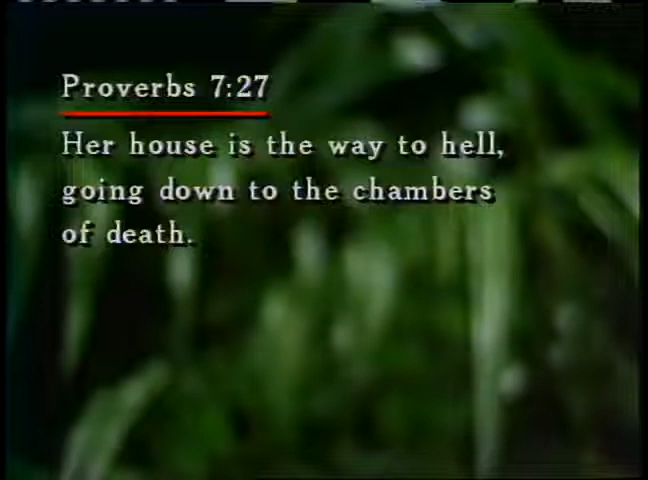 Proverbs 7:27
Her house is the way to hell,
going down to the chambers
of death.